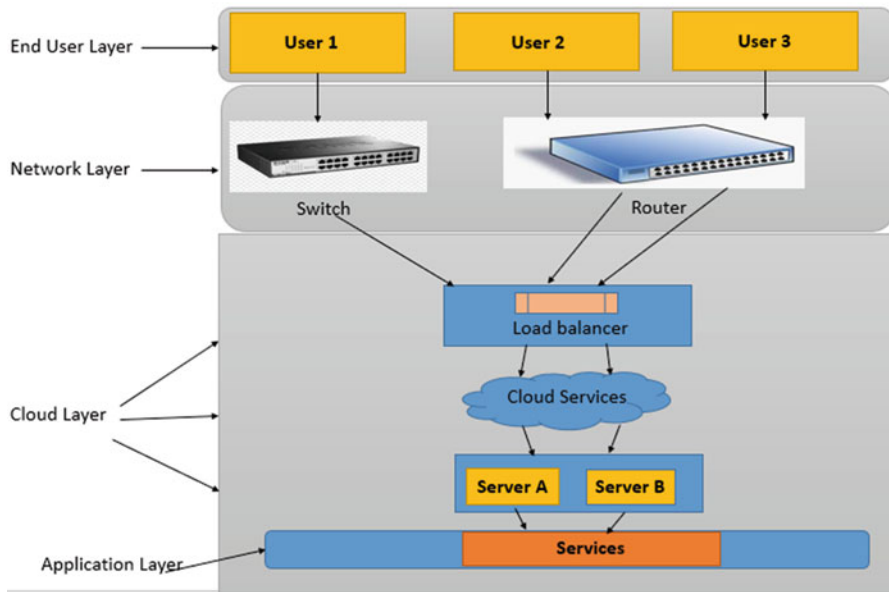 End User Layer
User 1
User 2
User 3
Network Layer
Switch
Router
Load balancer
Cloud Layer
Cloud Services
Server A
Server B
Application Layer
Services